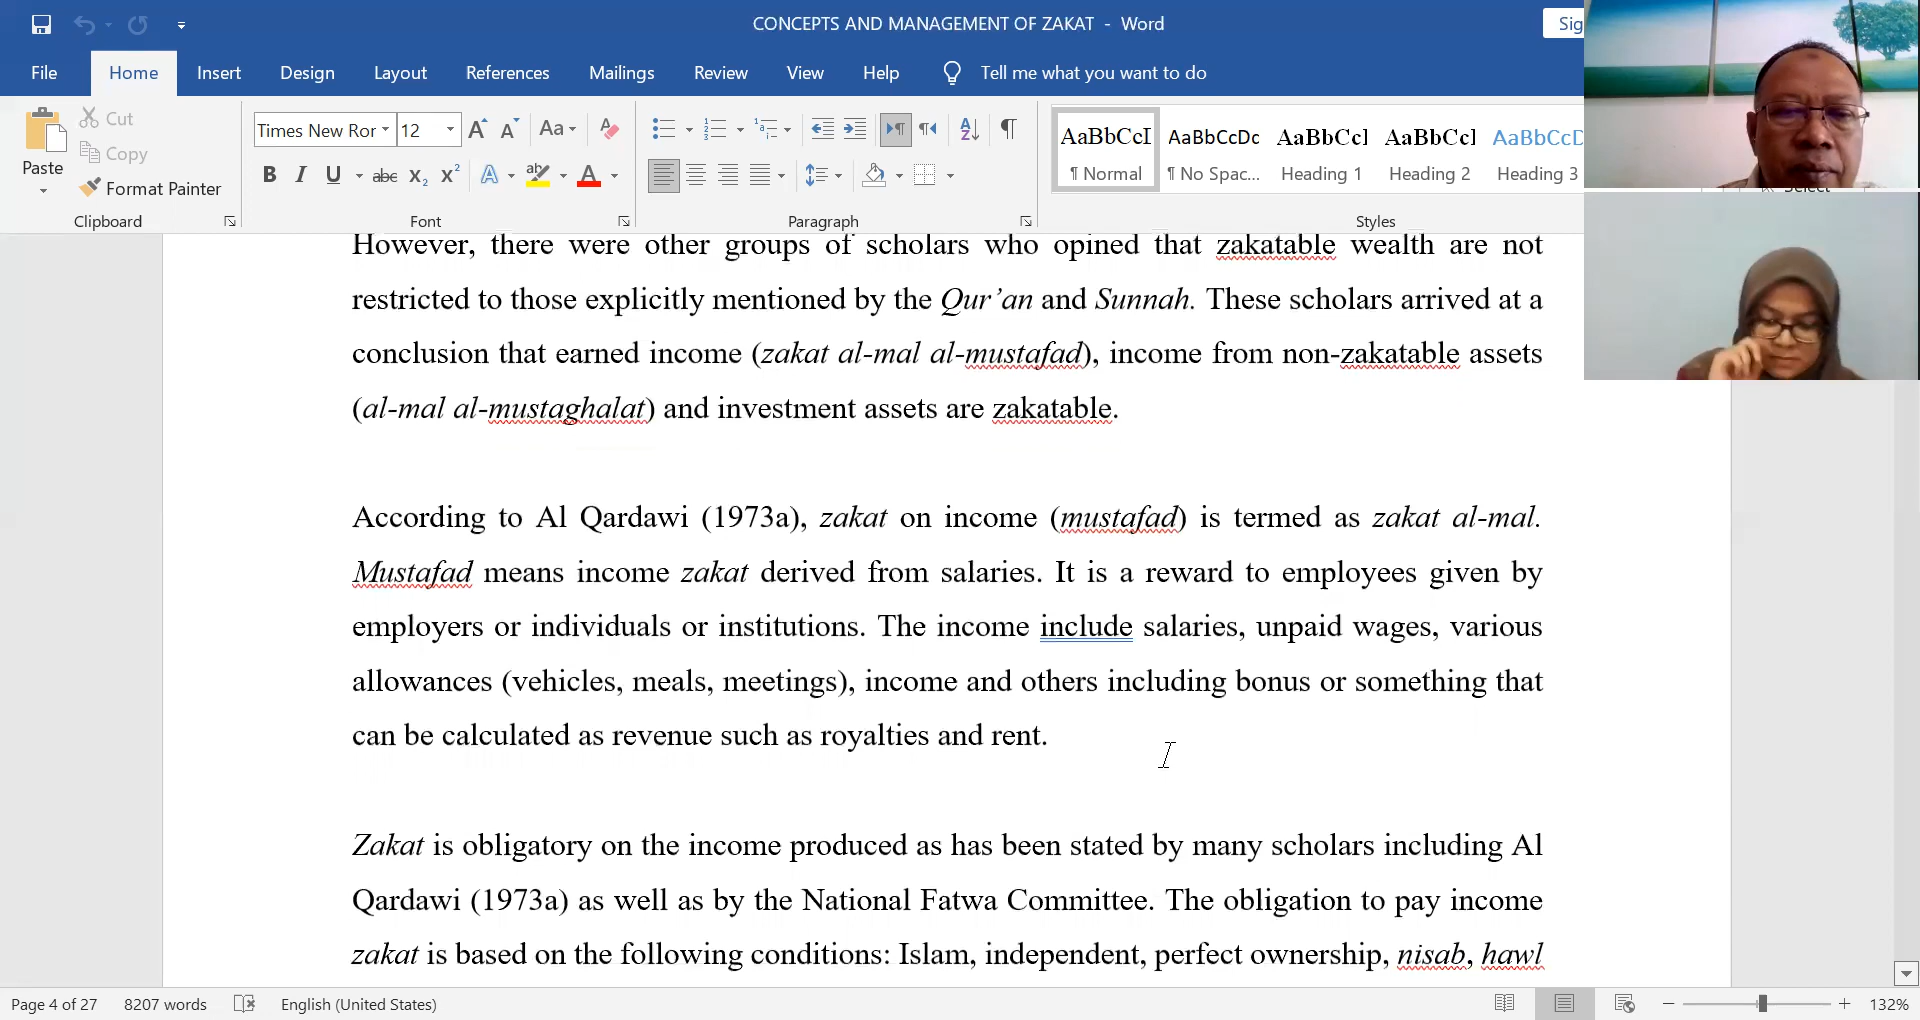 CONCEPTS AND MANAGEMENT OF ZAKAT - Word
Sig
File Home Insert Design Layout References Mailings Review View Help Tell me what you want to do
Paste
Cut
Copy
Format Painter
Clipboard
Times New Ror 12
Aa
B I U abc X₂ X² A ab A
Font
Paragraph
AaBbCcI AaBbCcDc AaBbCcI AaBbCcI AaBbCcD
¶ Normal ¶ No Spac... Heading 1 Heading 2 Heading 3
Styles
Select
However, there were other groups of scholars who opined that zakatable wealth are not
restricted to those explicitly mentioned by the Qur’an and Sunnah. These scholars arrived at a
conclusion that earned income (zakat al-mal al-mustafad), income from non-zakatable assets
(al-mal al-mustaghalat) and investment assets are zakatable.
According to Al Qardawi (1973a), zakat on income (mustafad) is termed as zakat al-mal.
Mustafad means income zakat derived from salaries. It is a reward to employees given by
employers or individuals or institutions. The income include salaries, unpaid wages, various
allowances (vehicles, meals, meetings), income and others including bonus or something that
can be calculated as revenue such as royalties and rent.
Zakat is obligatory on the income produced as has been stated by many scholars including Al
Qardawi (1973a) as well as by the National Fatwa Committee. The obligation to pay income
zakat is based on the following conditions: Islam, independent, perfect ownership, nisab, hawl
Page 4 of 27 8207 words English (United States) 132%